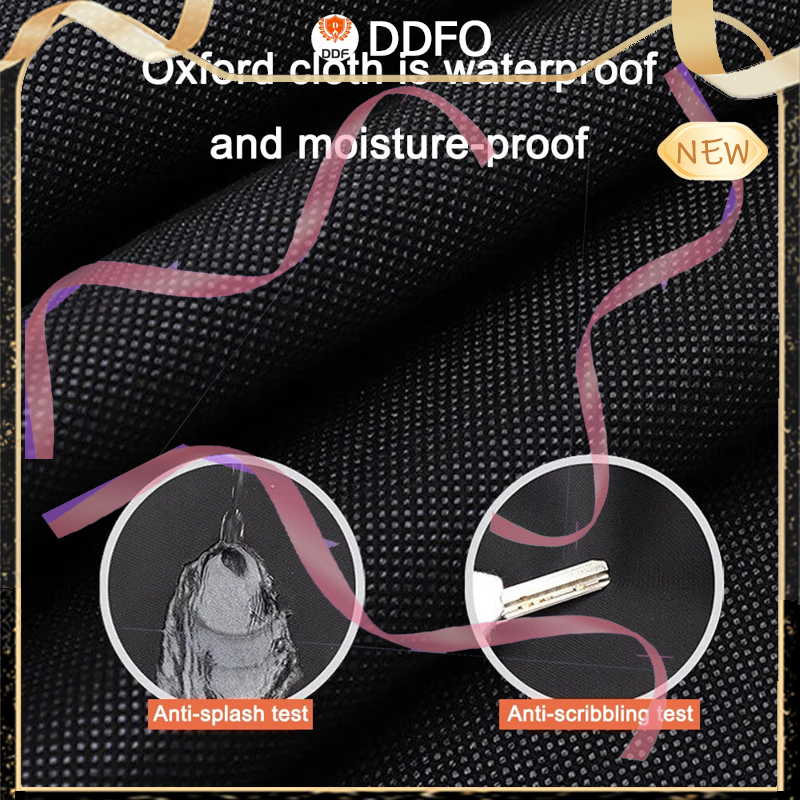 DDF
DDFO
Oxford cloth is waterproof
and moisture-proof
NEW
Anti-splash test
Anti-scribbling test